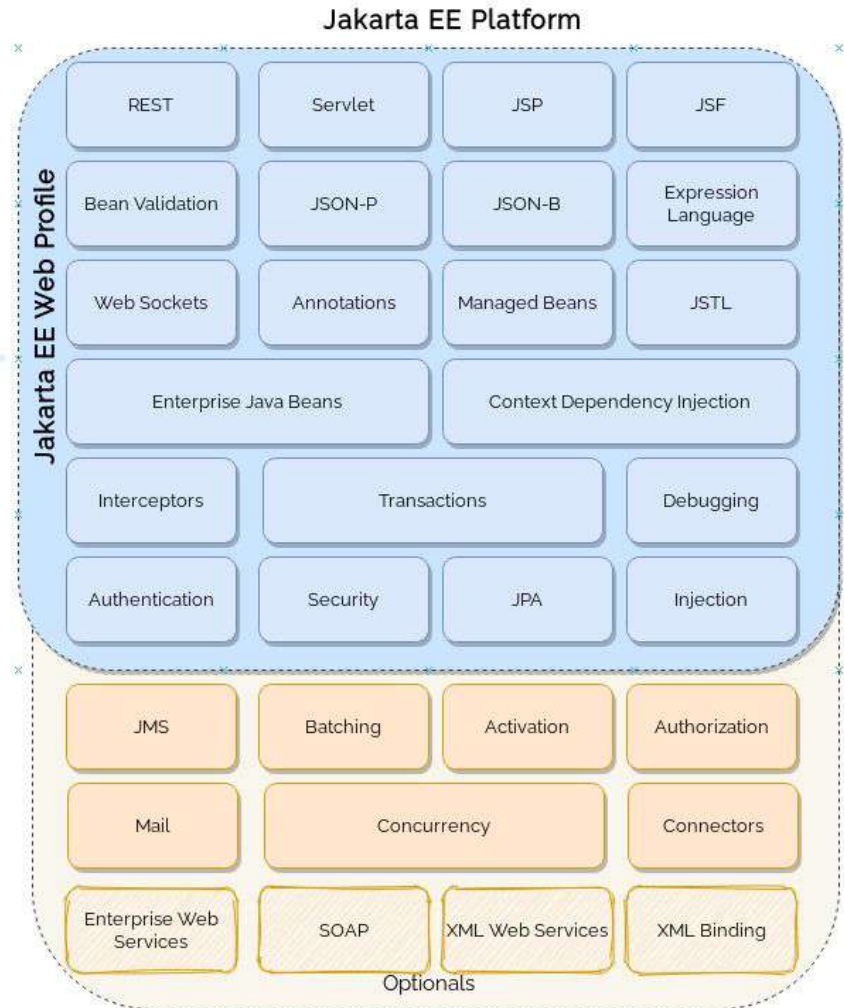 Jakarta EE Platform
Jakarta EE Web Profile
REST
Servlet
JSP
JSF
Bean Validation
JSON-P
JSON-B
Expression
Language
Web Sockets
Annotations
Managed Beans
JSTL
Enterprise Java Beans
Context Dependency Injection
Interceptors
Transactions
Debugging
Authentication
Security
JPA
Injection
JMS
Batching
Activation
Authorization
Mail
Concurrency
Connectors
Enterprise Web
Services
SOAP
XML Web Services
XML Binding
Optionals